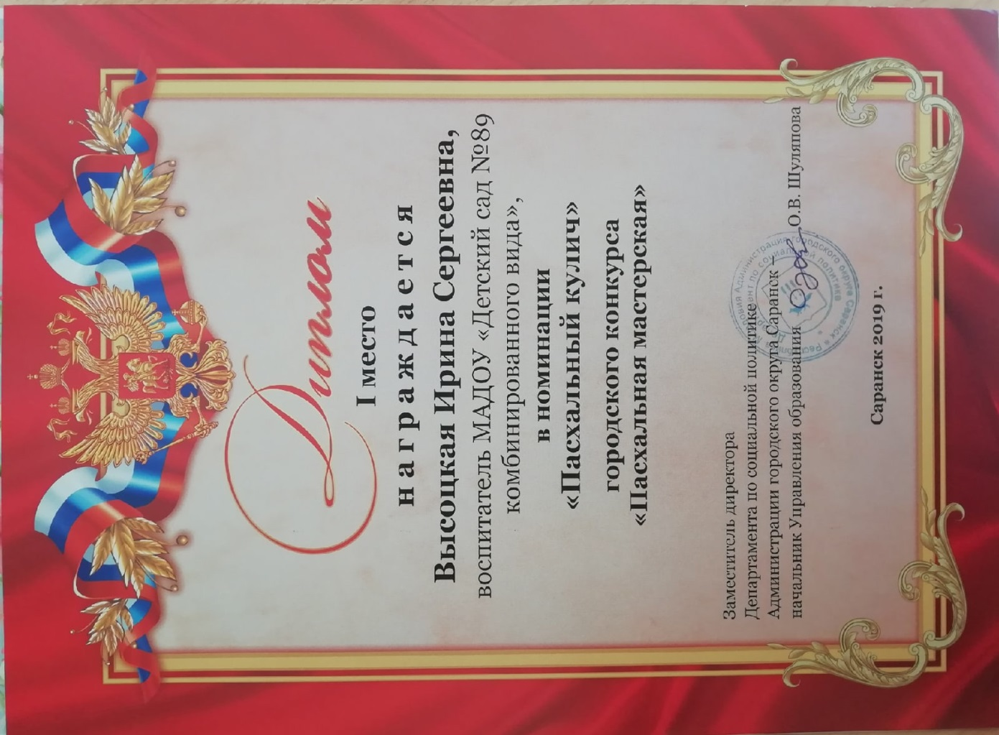 Диплом
I место
награждается
Высоцкая Ирина Сергеевна,
воспитатель МАДОУ «Детский сад №89
комбинированного вида»,
в номинации
«Пасхальный кулич»
городского конкурса
«Пасхальная мастерская»
Заместитель директора
Департамента по социальной политике
Администрации городского округа Саранск –
начальник Управления образования О.В. Шуляпова
Саранск 2019 г.